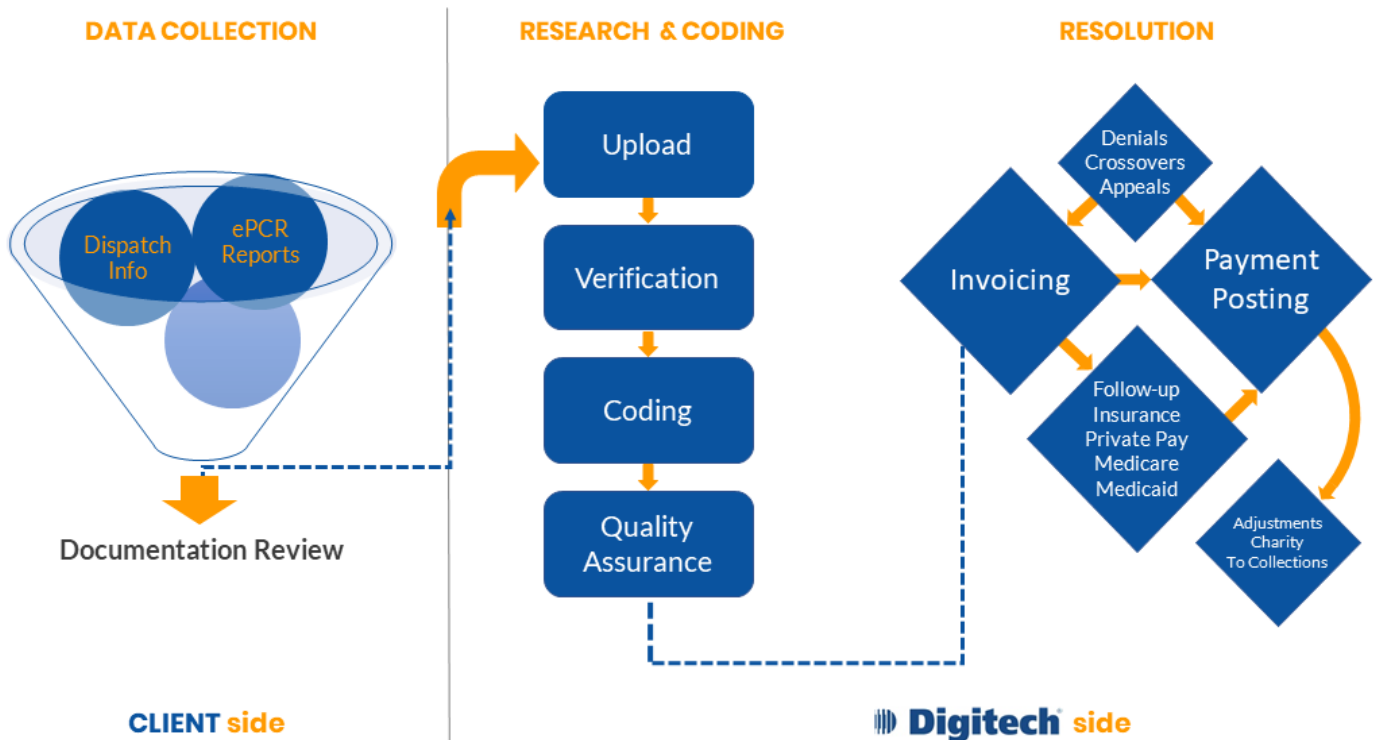 DATA COLLECTION
RESEARCH & CODING
RESOLUTION
Dispatch
Info
ePCR
Reports
Documentation Review
Upload
Verification
Coding
Quality
Assurance
Denials
Crossovers
Appeals
Invoicing
Payment
Posting
Follow-up
Insurance
Private Pay
Medicare
Medicaid
Adjustments
Charity
To Collections
CLIENT side
Digitech side